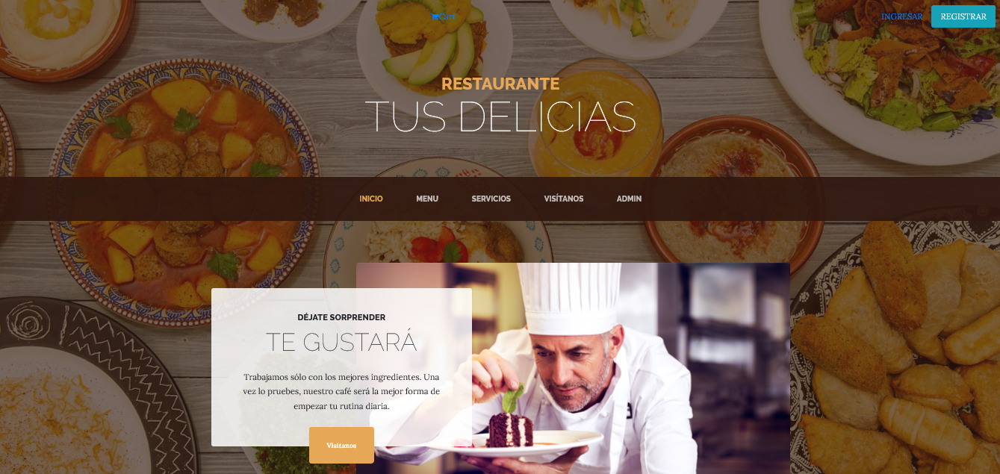 Cart
INGRESAR
REGISTRAR
RESTAURANTE
TUS DELICIAS
INICIO MENU SERVICIOS VISÍTANOS ADMIN
DÉJATE SORPRENDER
TE GUSTARÁ
Trabajamos sólo con los mejores ingredientes. Una
vez lo pruebes, nuestro café será la mejor forma de
empezar tu rutina diaria.
Visítanos